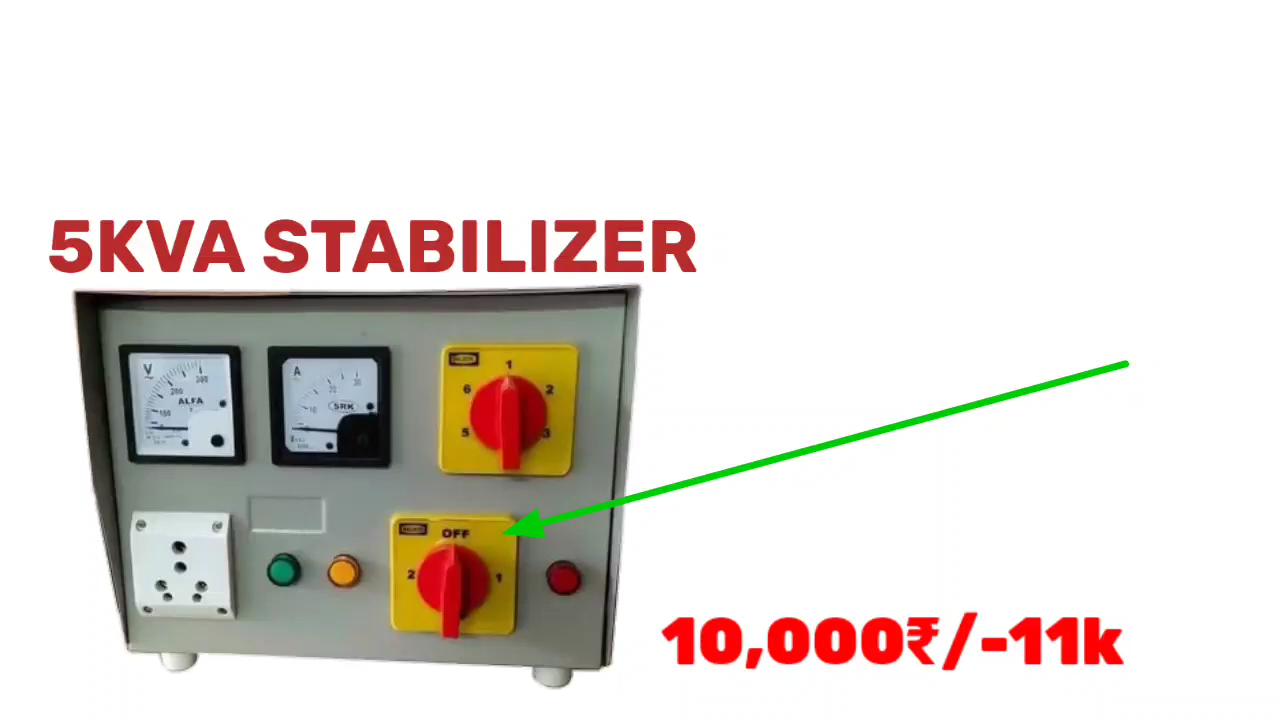 5KVA STABILIZER
V
200
300
100
ALFA
A
10
20
30
SRK
1
2
3
5
6
OFF
2
1
10,000₹/-11k